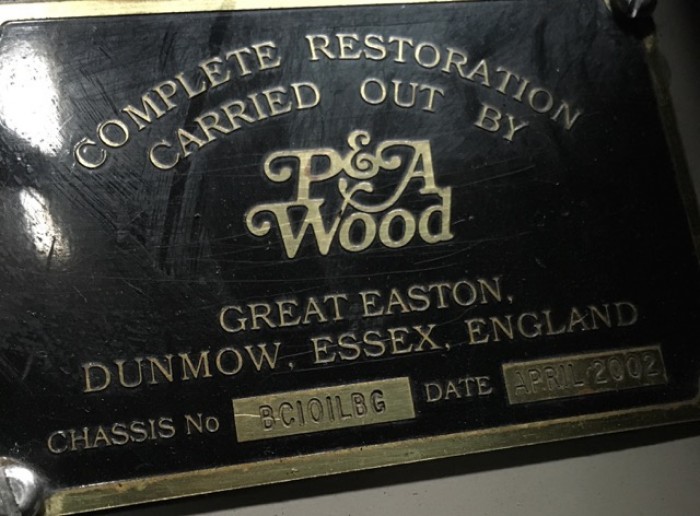 COMPLETE RESTORATION
CARRIED OUT BY
P&A
Wood
GREAT EASTON,
DUNMOW, ESSEX, ENGLAND
CHASSIS No BC101LBG DATE APRIL 2002